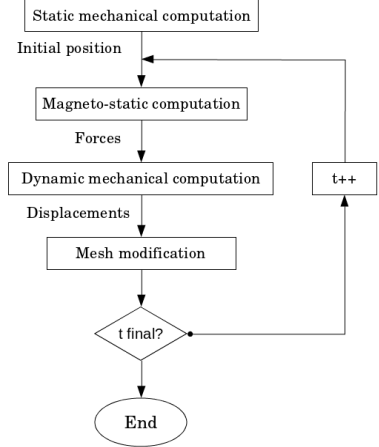 Static mechanical computation
Initial position
Magneto-static computation
Forces
Dynamic mechanical computation
t++
Displacements
Mesh modification
t final?
End